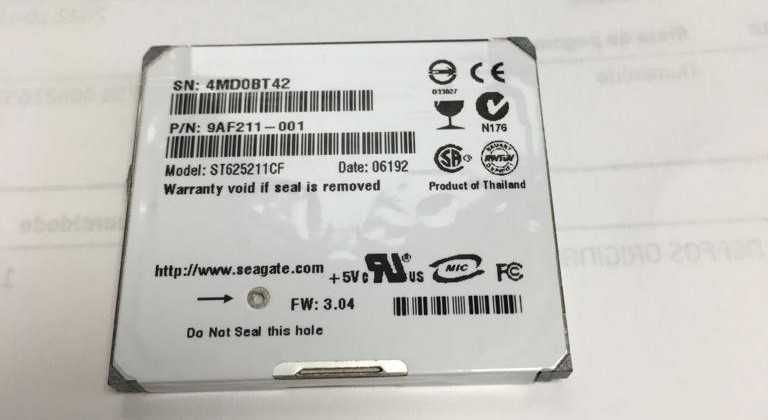 SN: 4MD0BT42
P/N: 9AF211-001
Model: ST625211CF Date: 06192
Warranty void if seal is removed
D33027
N176
Product of Thailand
http://www.seagate.com
+5V
c us
MIC
FC
FW: 3.04
Do Not Seal this hole